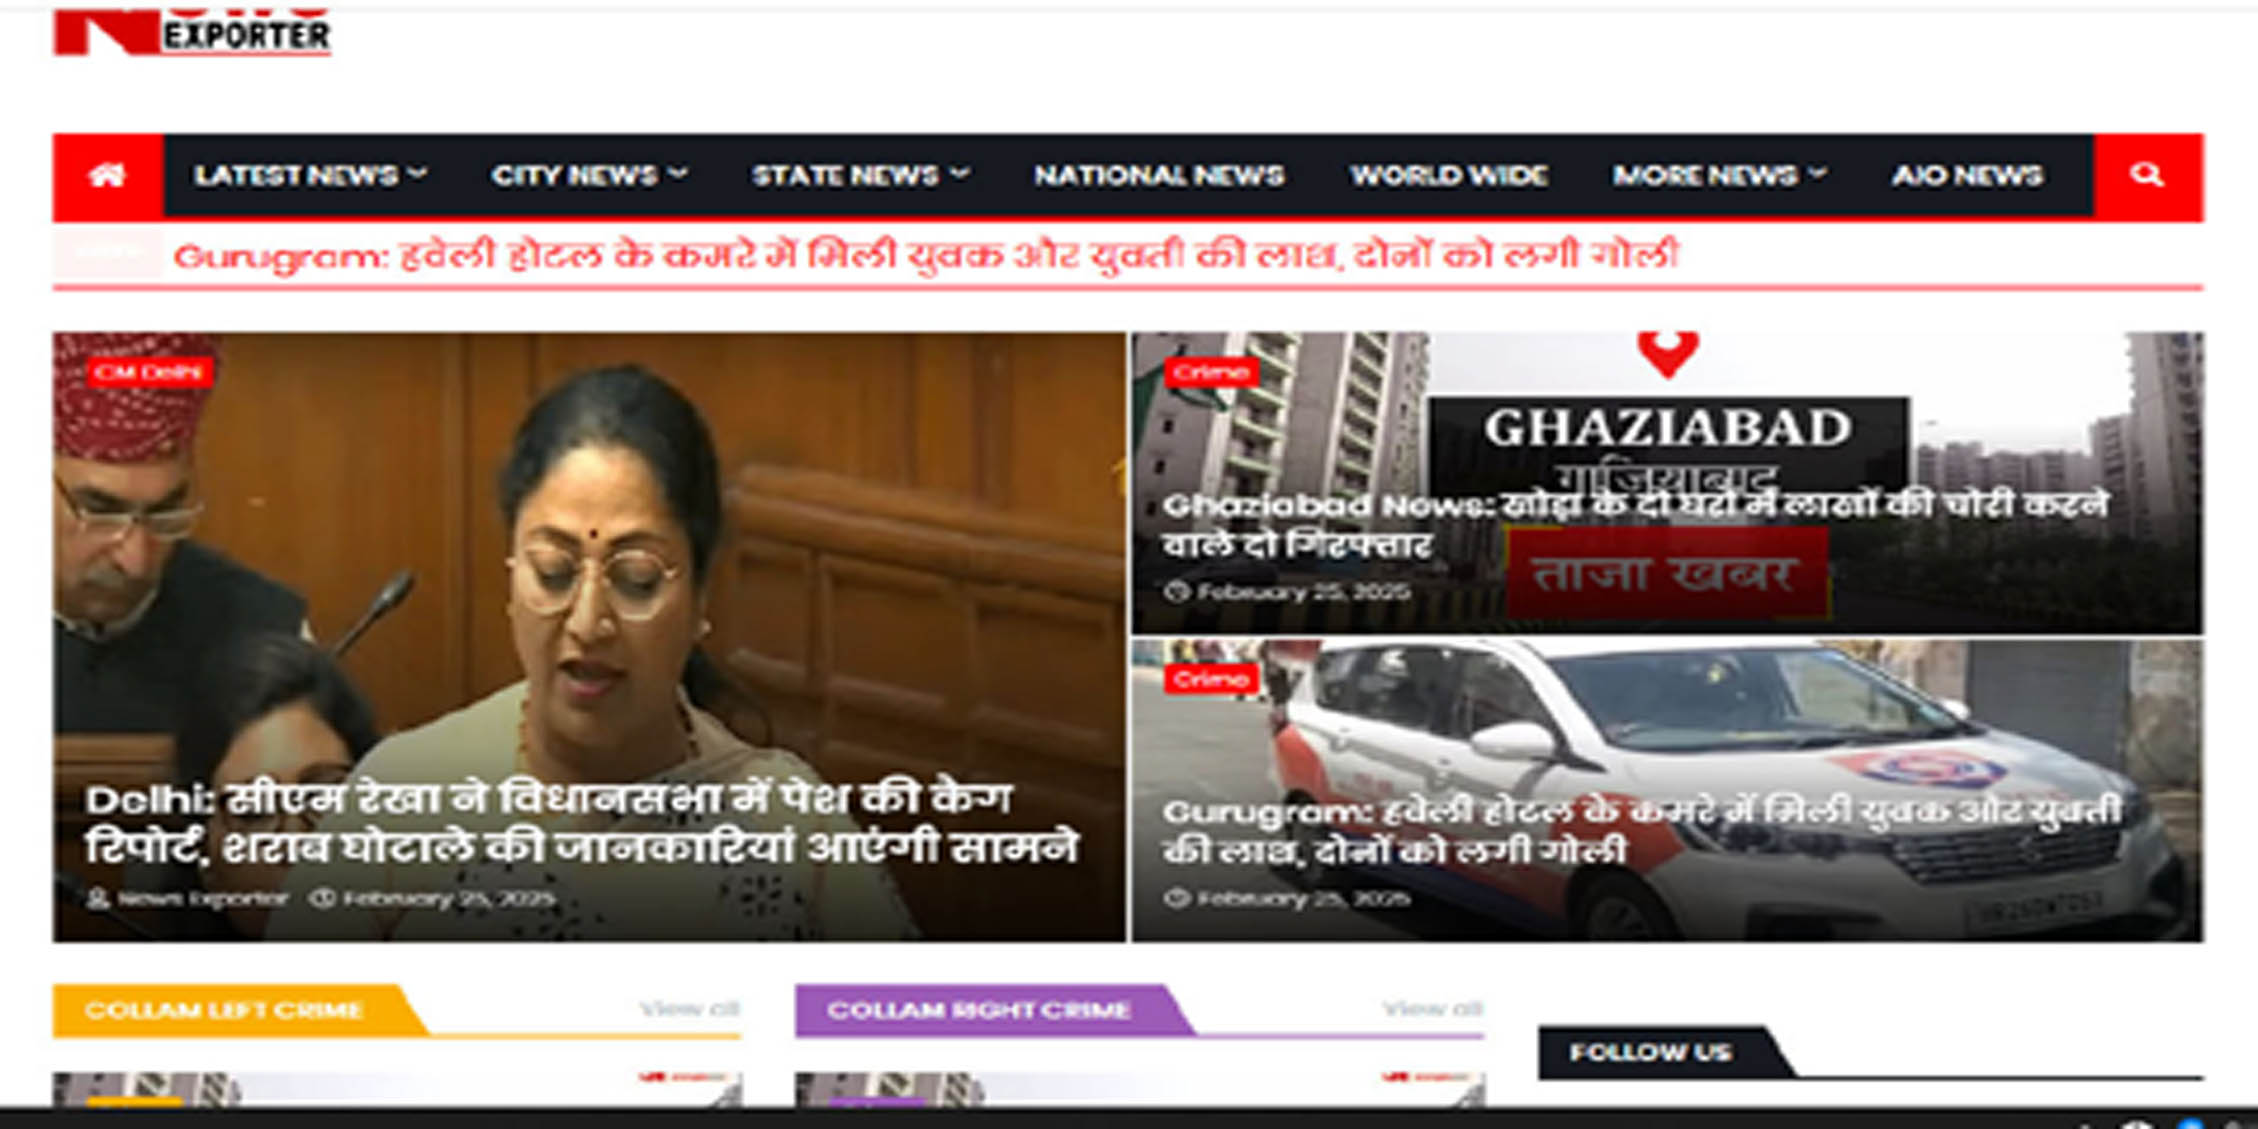 EXPORTER
LATEST NEWS CITY NEWS STATE NEWS NATIONAL NEWS WORLD WIDE MORE NEWS AIO NEWS
Gurugram: हवेली होटल के कमरे में मिली युवक और युवती की लाश, दोनों को लगी गोली
CM Delhi
Delhi: सीएम रेखा ने विधानसभा में पेश की कैग
रिपोर्ट, शराब घोटाले की जानकारियां आएंगी सामने
News Exporter February 25, 2025
Crime
GHAZIABAD
गाजियाबाद
Ghaziabad News: खोड़ा के दो घरों में लाखों की चोरी करने
वाले दो गिरफ्तार
ताजा खबर
February 25, 2025
Crime
Gurugram: हवेली होटल के कमरे में मिली युवक और युवती
की लाश, दोनों को लगी गोली
February 25, 2025
COLLAM LEFT CRIME View all
COLLAM RIGHT CRIME View all
FOLLOW US